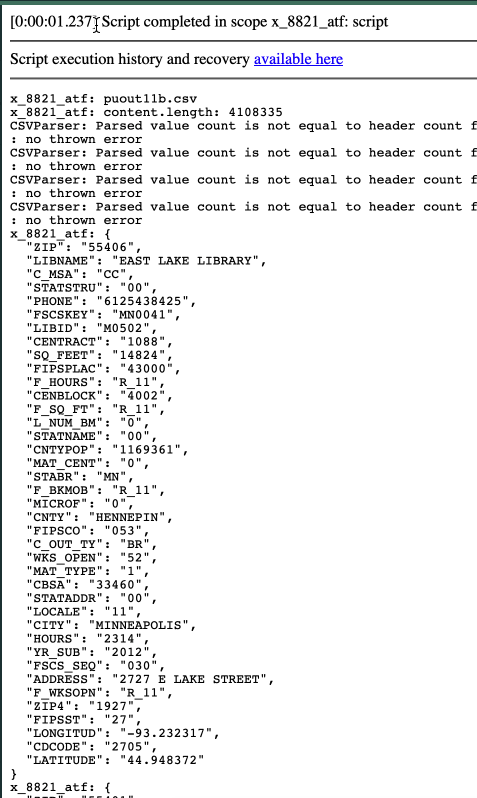 [0:00:01.237] Script completed in scope x_8821_atf: script
Script execution history and recovery available here
x_8821_atf: puout11b.csv
x_8821_atf: content.length: 4108335
CSVParser: Parsed value count is not equal to header count f
: no thrown error
CSVParser: Parsed value count is not equal to header count f
: no thrown error
CSVParser: Parsed value count is not equal to header count f
: no thrown error
CSVParser: Parsed value count is not equal to header count f
: no thrown error
x_8821_atf: {
  "ZIP": "55406",
  "LIBNAME": "EAST LAKE LIBRARY",
  "C_MSA": "CC",
  "STATSTRU": "00",
  "PHONE": "6125438425",
  "FSCSKEY": "MN0041",
  "LIBID": "M0502",
  "CENTRACT": "1088",
  "SQ_FEET": "14824",
  "FIPSPLAC": "43000",
  "F_HOURS": "R_11",
  "CENBLOCK": "4002",
  "F_SQ_FT": "R_11",
  "L_NUM_BM": "0",
  "STATNAME": "00",
  "CNTYPOP": "1169361",
  "MAT_CENT": "0",
  "STABR": "MN",
  "F_BKMOB": "R_11",
  "MICROF": "0",
  "CNTY": "HENNEPIN",
  "FIPSCO": "053",
  "C_OUT_TY": "BR",
  "WKS_OPEN": "52",
  "MAT_TYPE": "1",
  "CBSA": "33460",
  "STATADDR": "00",
  "LOCALE": "11",
  "CITY": "MINNEAPOLIS",
  "HOURS": "2314",
  "YR_SUB": "2012",
  "FSCS_SEQ": "030",
  "ADDRESS": "2727 E LAKE STREET",
  "F_WKSOPN": "R_11",
  "ZIP4": "1927",
  "FIPSST": "27",
  "LONGITUD": "-93.232317",
  "CDCODE": "2705",
  "LATITUDE": "44.948372"
}
x_8821_atf: {